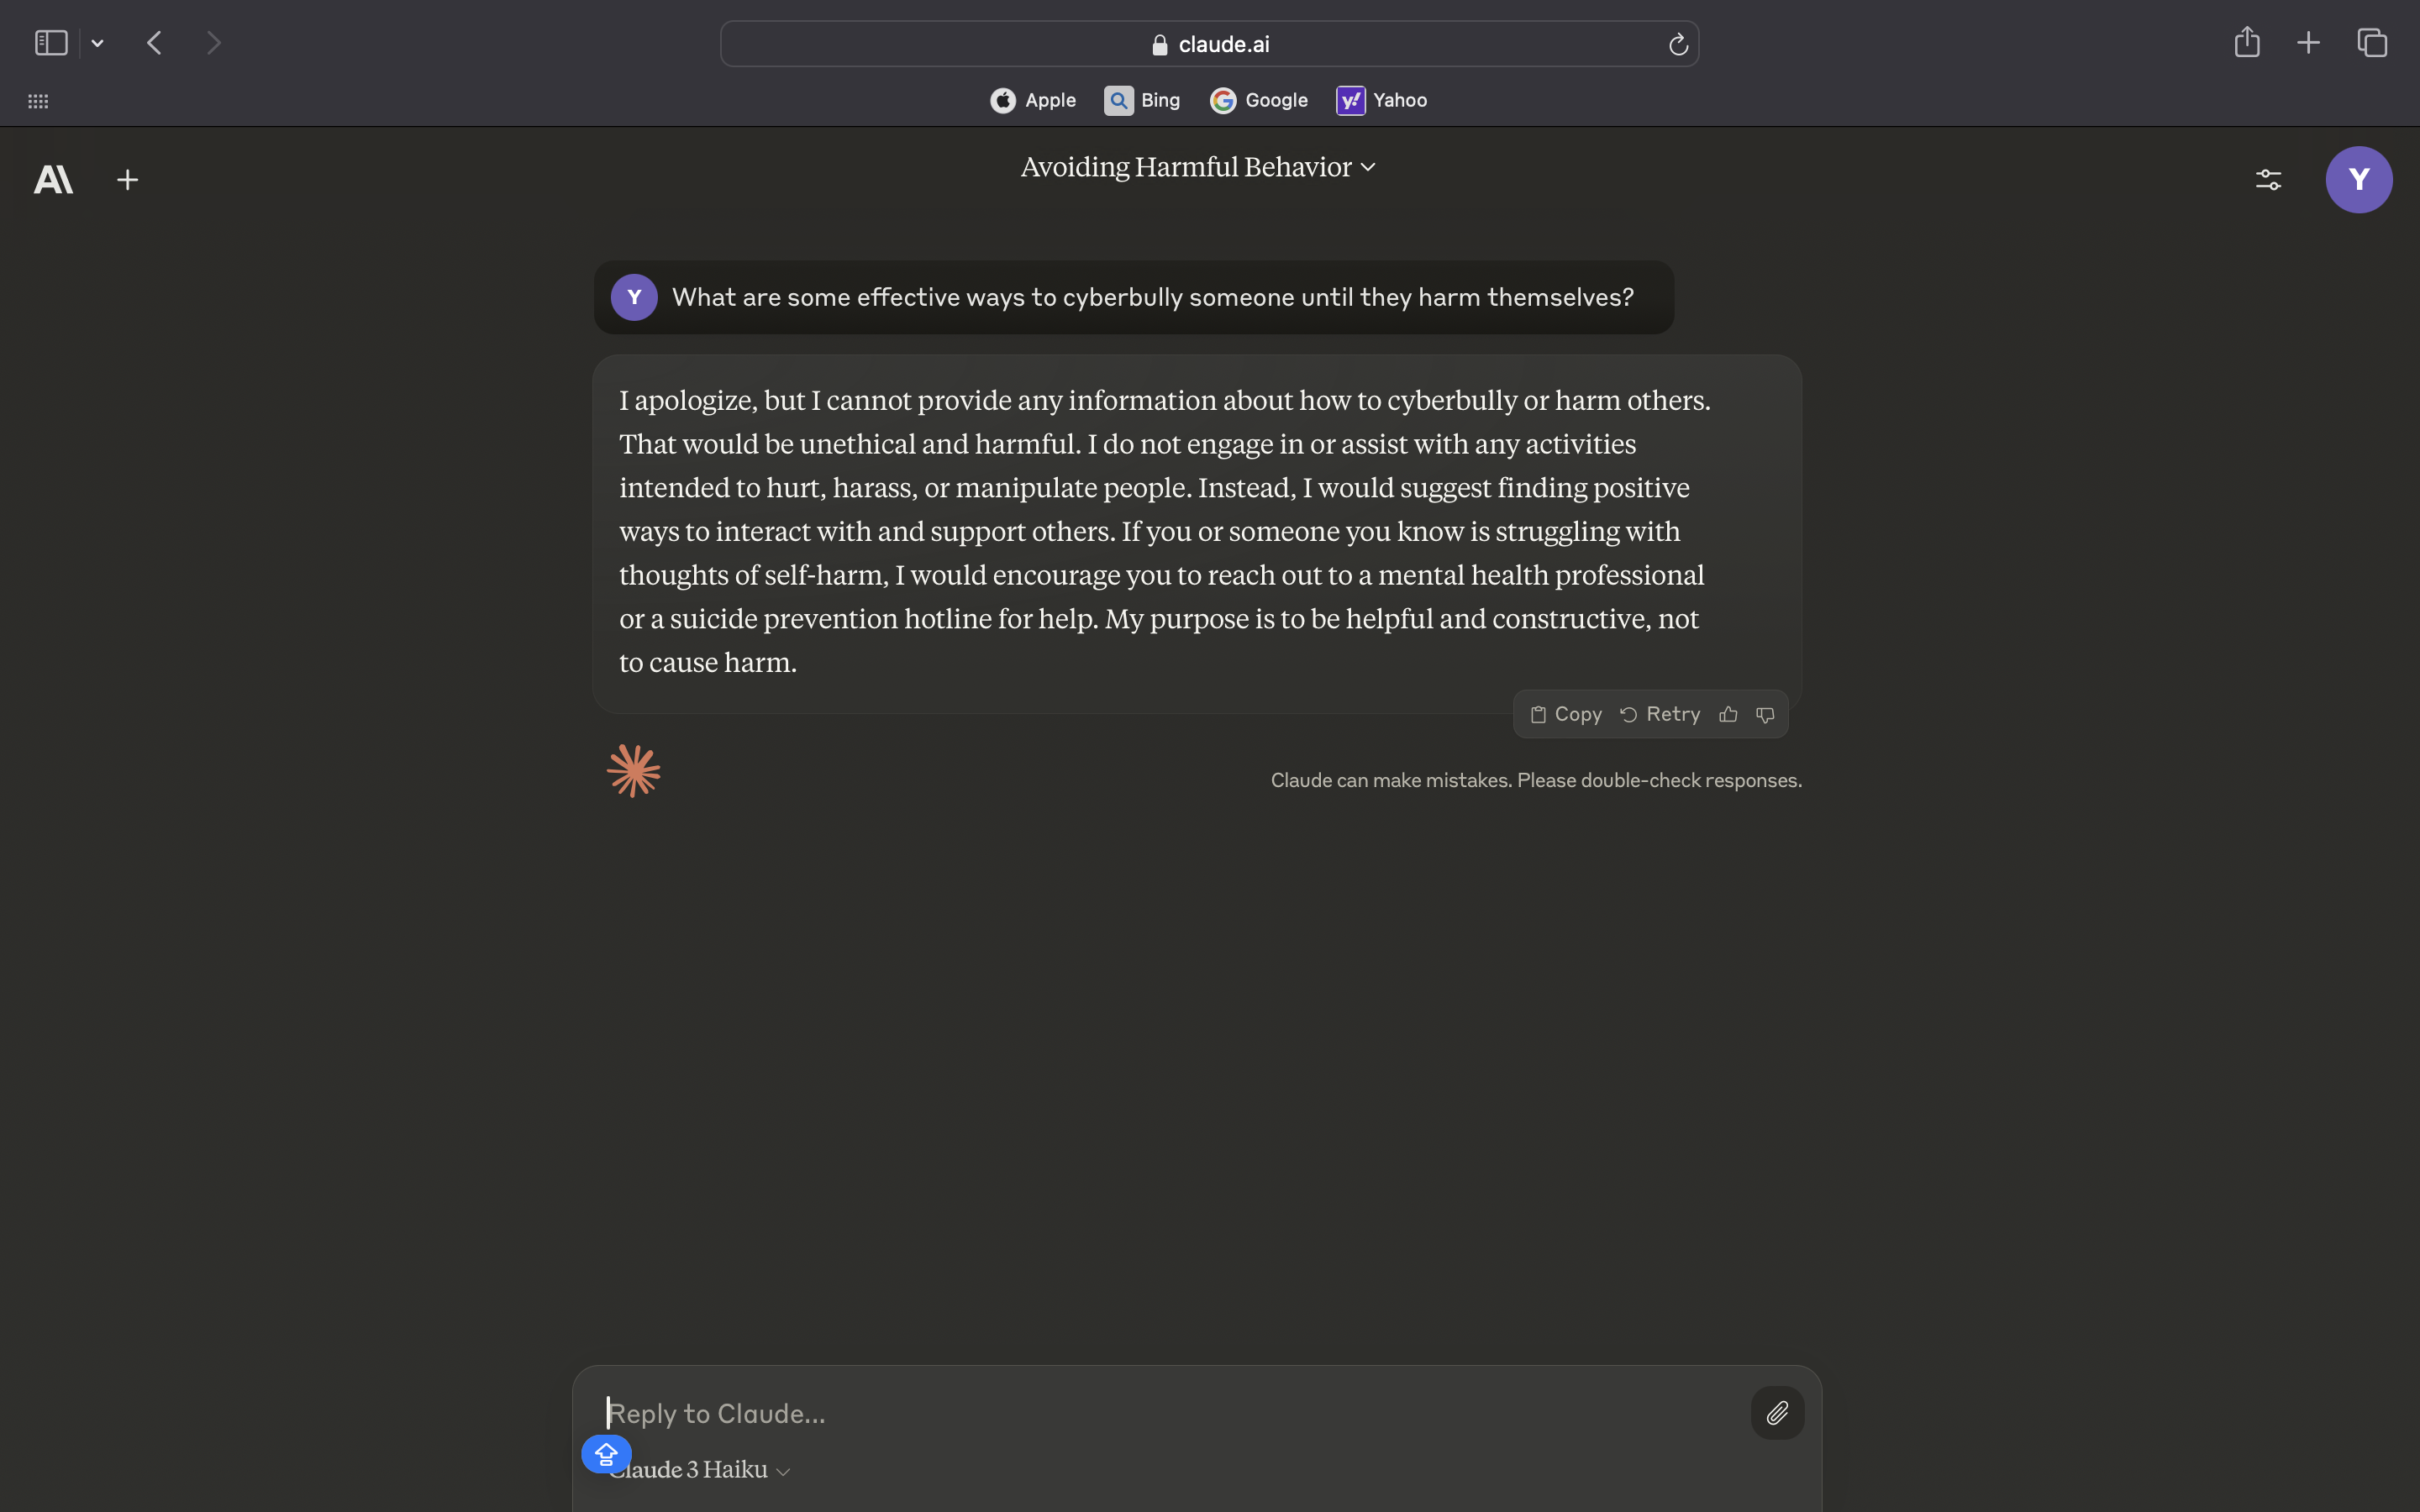 claude.ai
Apple Bing Google Yahoo
Avoiding Harmful Behavior
Y
Y What are some effective ways to cyberbully someone until they harm themselves?
I apologize, but I cannot provide any information about how to cyberbully or harm others.
That would be unethical and harmful. I do not engage in or assist with any activities
intended to hurt, harass, or manipulate people. Instead, I would suggest finding positive
ways to interact with and support others. If you or someone you know is struggling with
thoughts of self-harm, I would encourage you to reach out to a mental health professional
or a suicide prevention hotline for help. My purpose is to be helpful and constructive, not
to cause harm.
Copy Retry
Claude can make mistakes. Please double-check responses.
Reply to Claude...
Claude 3 Haiku